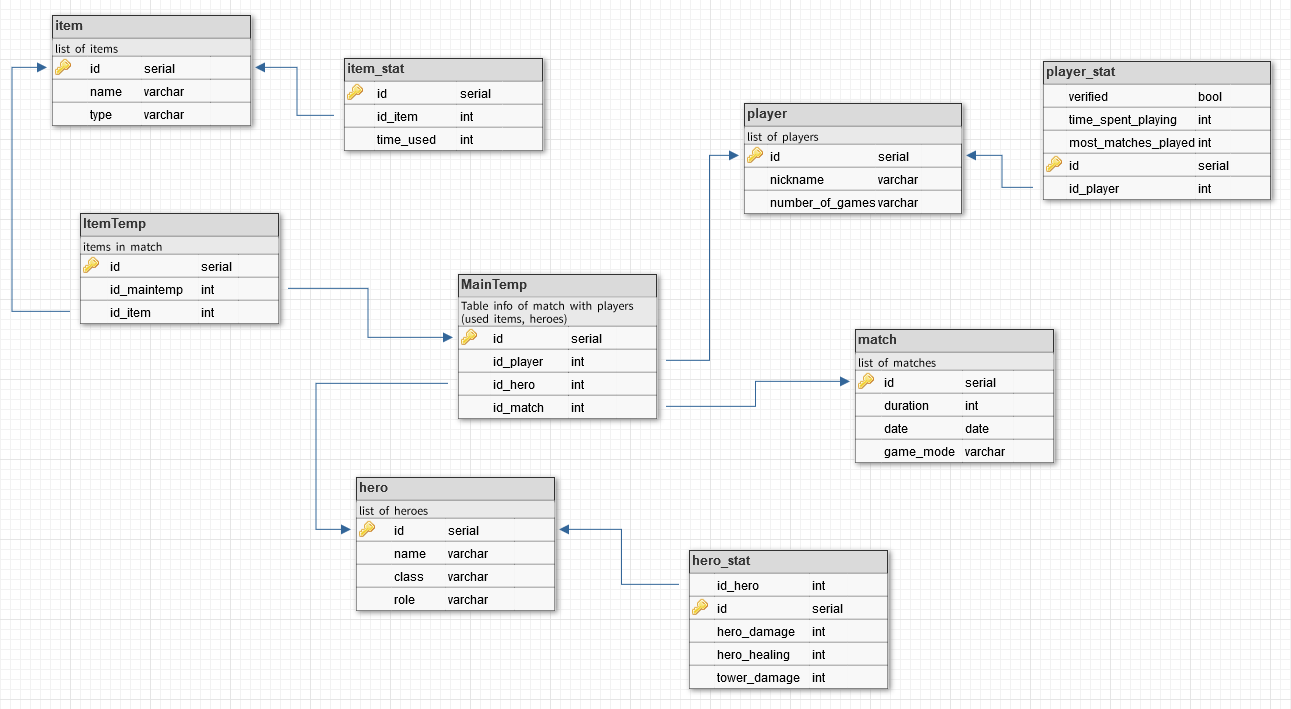 item
list of items
id serial
name varchar
type varchar
item_stat
id serial
id_item int
time_used int
player_stat
verified bool
time_spent_playing int
most_matches_played int
id serial
id_player int
player
list of players
id serial
nickname varchar
number_of_games varchar
ItemTemp
items in match
id serial
id_maintemp int
id_item int
MainTemp
Table info of match with players
(used items, heroes)
id serial
id_player int
id_hero int
id_match int
match
list of matches
id serial
duration int
date date
game_mode varchar
hero
list of heroes
id serial
name varchar
class varchar
role varchar
hero_stat
id_hero int
id serial
hero_damage int
hero_healing int
tower_damage int